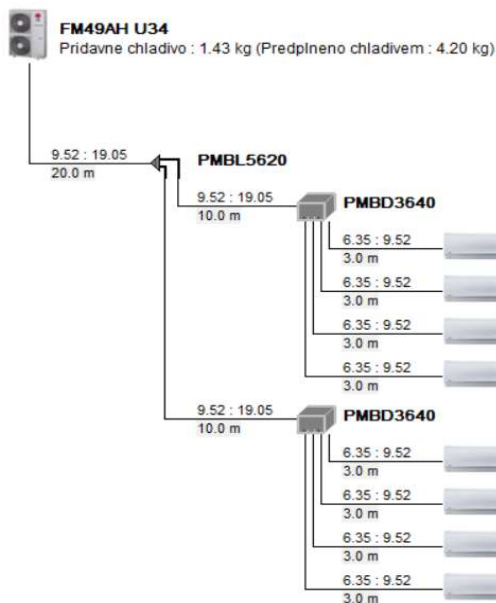 FM49AH U34
Pridavne chladivo : 1.43 kg (Predplneno chladivem : 4.20 kg)
9.52 : 19.05
20.0 m
PMBL5620
9.52 : 19.05
10.0 m
PMBD3640
6.35 : 9.52
3.0 m
6.35 : 9.52
3.0 m
6.35 : 9.52
3.0 m
6.35 : 9.52
3.0 m
9.52 : 19.05
10.0 m
PMBD3640
6.35 : 9.52
3.0 m
6.35 : 9.52
3.0 m
6.35 : 9.52
3.0 m
6.35 : 9.52
3.0 m